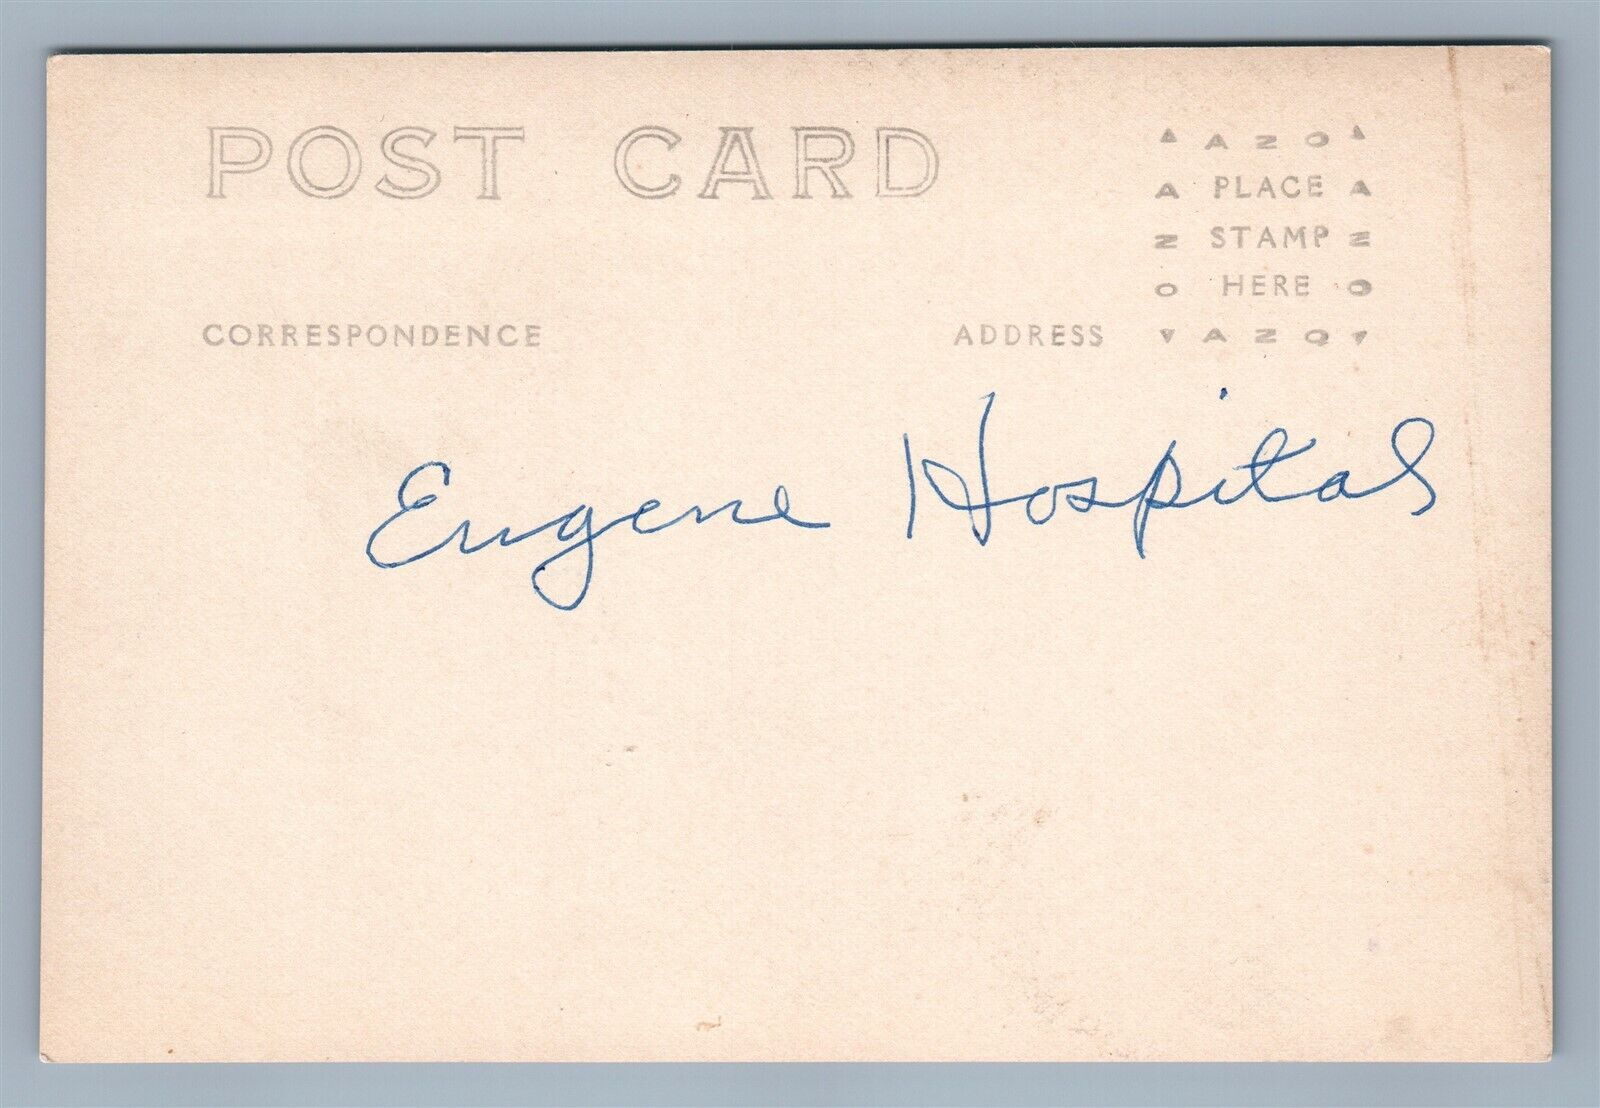 POST CARD
AZO
A PLACE A
Z STAMP Z
O HERE O
CORRESPONDENCE
ADDRESS
AZO
Eugene Hospital